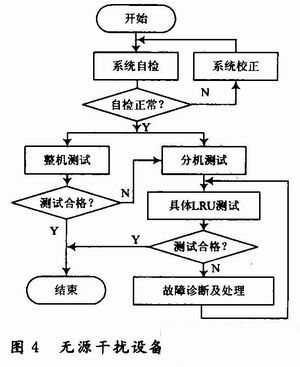 开始
系统自检
系统校正
N
自检正常?
Y
整机测试
分机测试
测试合格?
N
具体LRU测试
Y
Y
测试合格?
N
结束
故障诊断及处理
图4 无源干扰设备